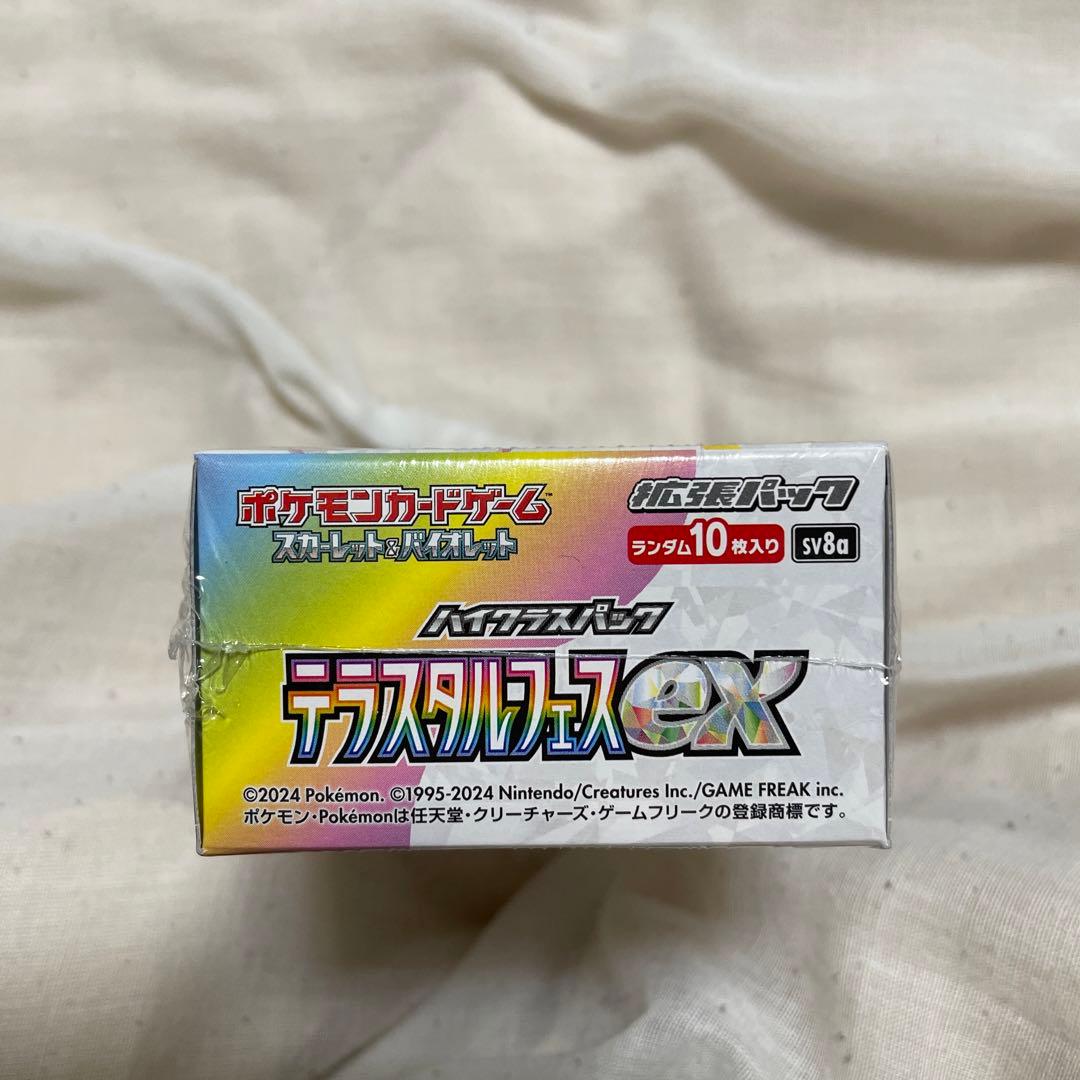 ポケモンカードゲーム™
スカーレット&バイオレット
拡張パック
ランダム10枚入り
SV8a
ハイクラスパック
テラスタルフェスex
©2024 Pokémon. ©1995-2024 Nintendo/Creatures Inc./GAME FREAK inc.
ポケモン・Pokémonは任天堂・クリーチャーズ・ゲームフリークの登録商標です。